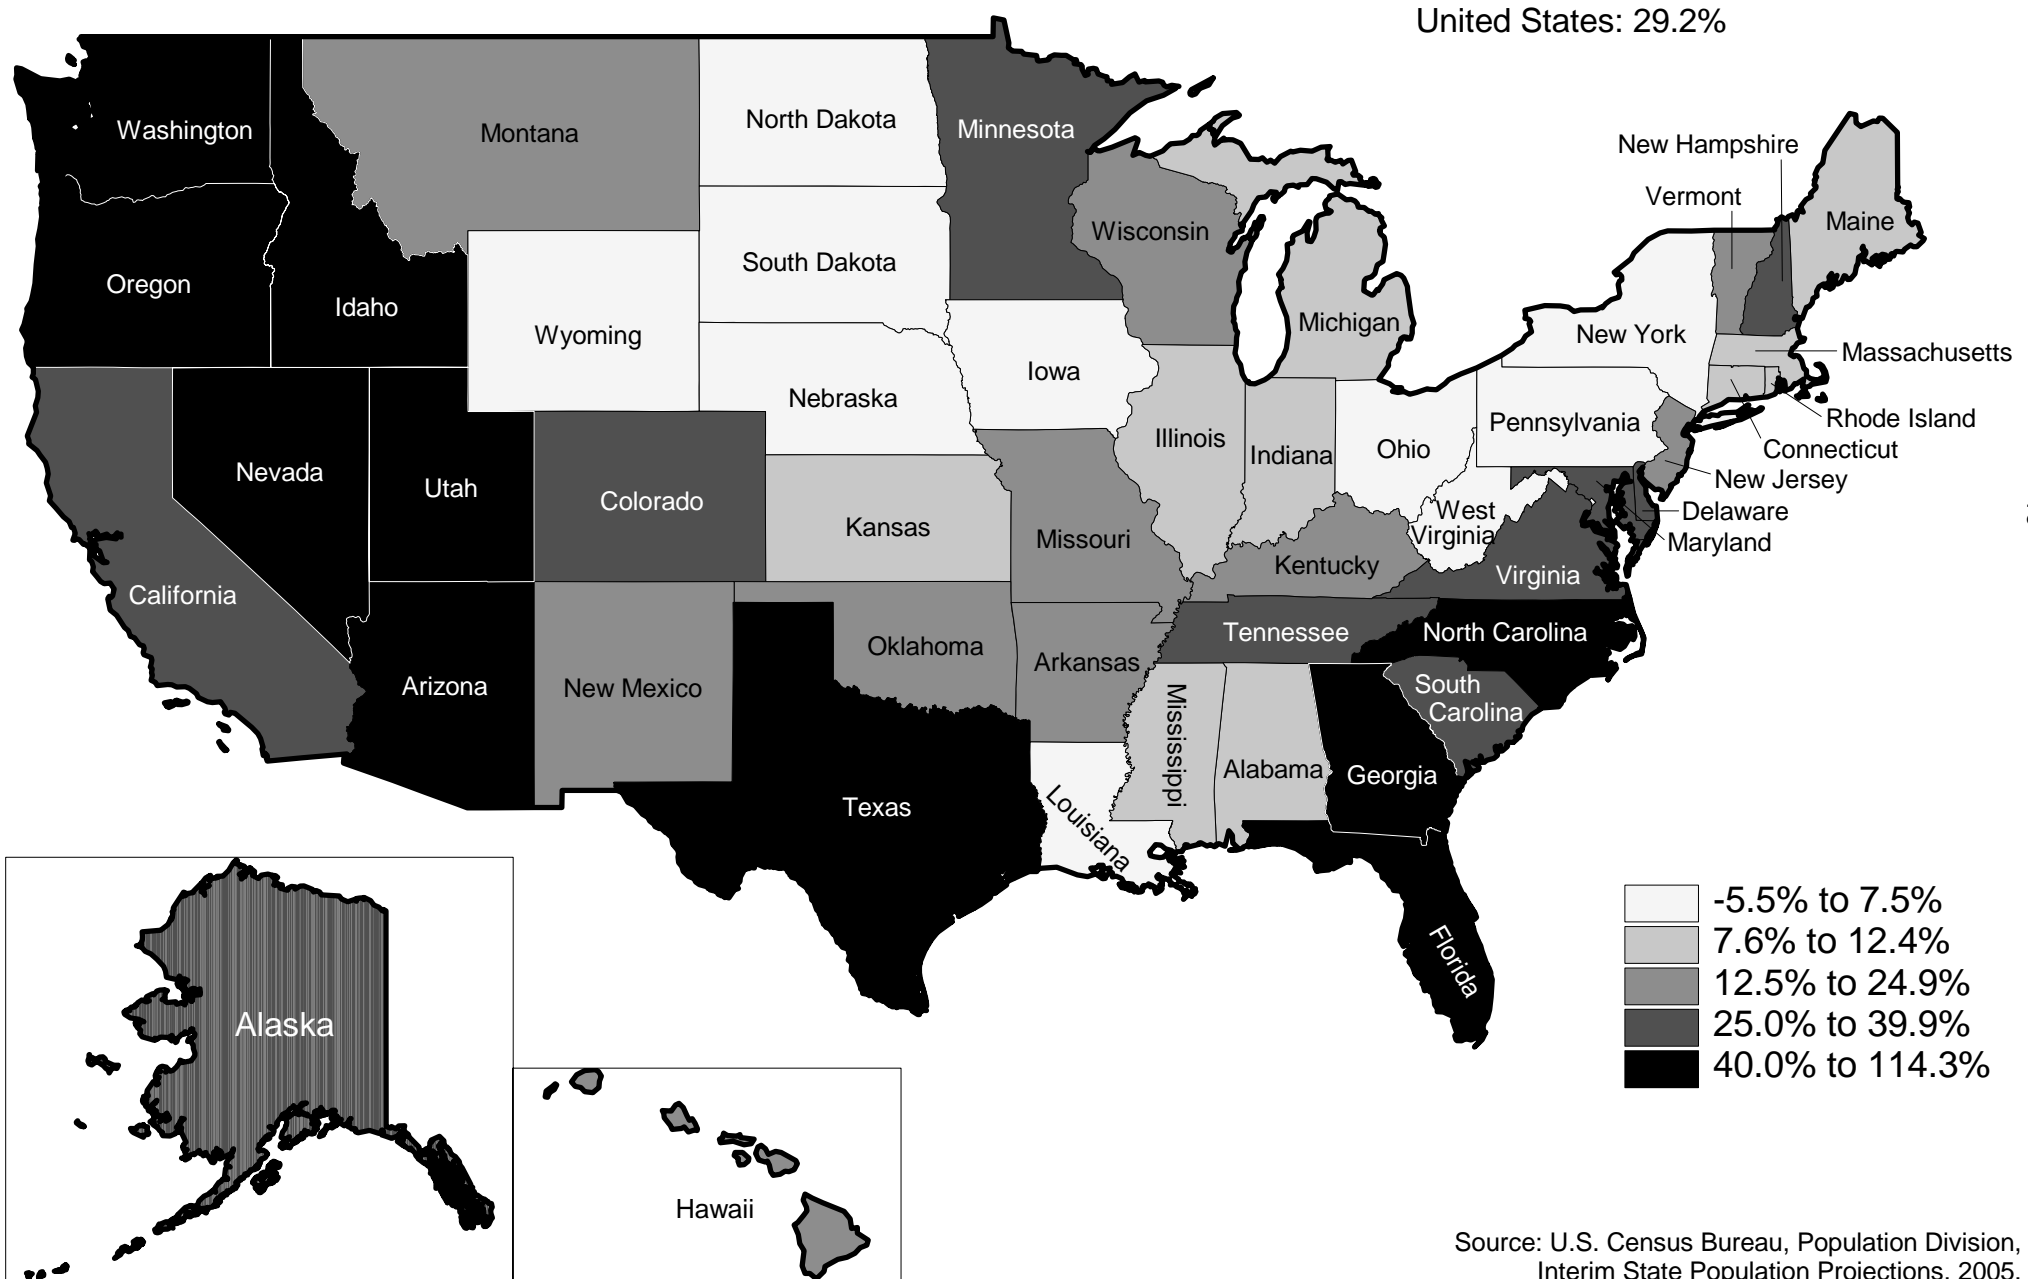 United States: 29.2%
Washington
Montana
North Dakota
Minnesota
New Hampshire
Vermont
Maine
Wisconsin
South Dakota
Oregon
Idaho
Wyoming
Michigan
New York
Massachusetts
Iowa
Nebraska
Rhode Island
Pennsylvania
Connecticut
Illinois
Indiana
Ohio
Nevada
Utah
Colorado
New Jersey
West
Virginia
Delaware
Maryland
Kansas
Missouri
Kentucky
Virginia
California
Tennessee
North Carolina
Oklahoma
Arkansas
Arizona
New Mexico
South
Carolina
Mississippi
Alabama
Georgia
Texas
Louisiana
Florida
-5.5% to 7.5%
7.6% to 12.4%
12.5% to 24.9%
25.0% to 39.9%
40.0% to 114.3%
Alaska
Hawaii
Source: U.S. Census Bureau, Population Division,
Interim State Population Projections, 2005.